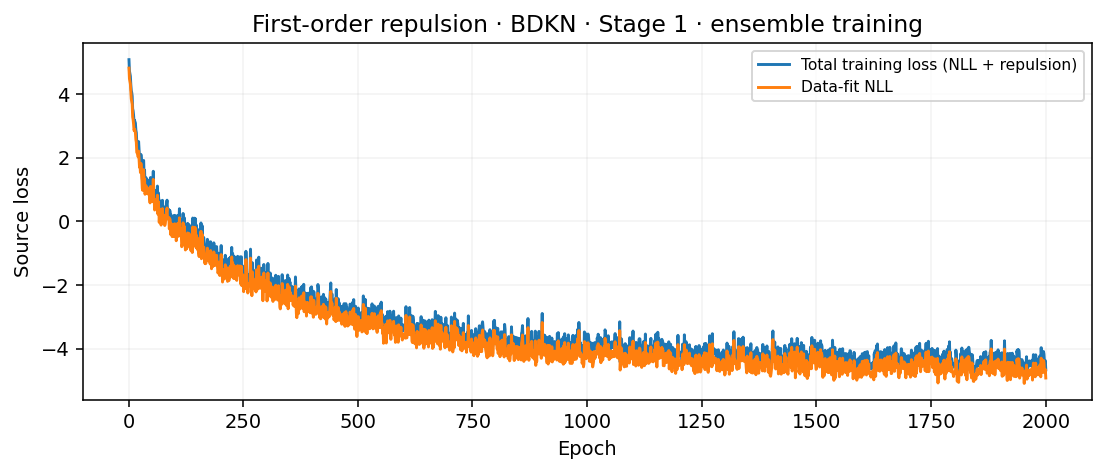 First-order repulsion · BDKN · Stage 1 · ensemble training
Total training loss (NLL + repulsion)
Data-fit NLL
Source loss
4
2
0
−2
−4
0 250 500 750 1000 1250 1500 1750 2000
Epoch